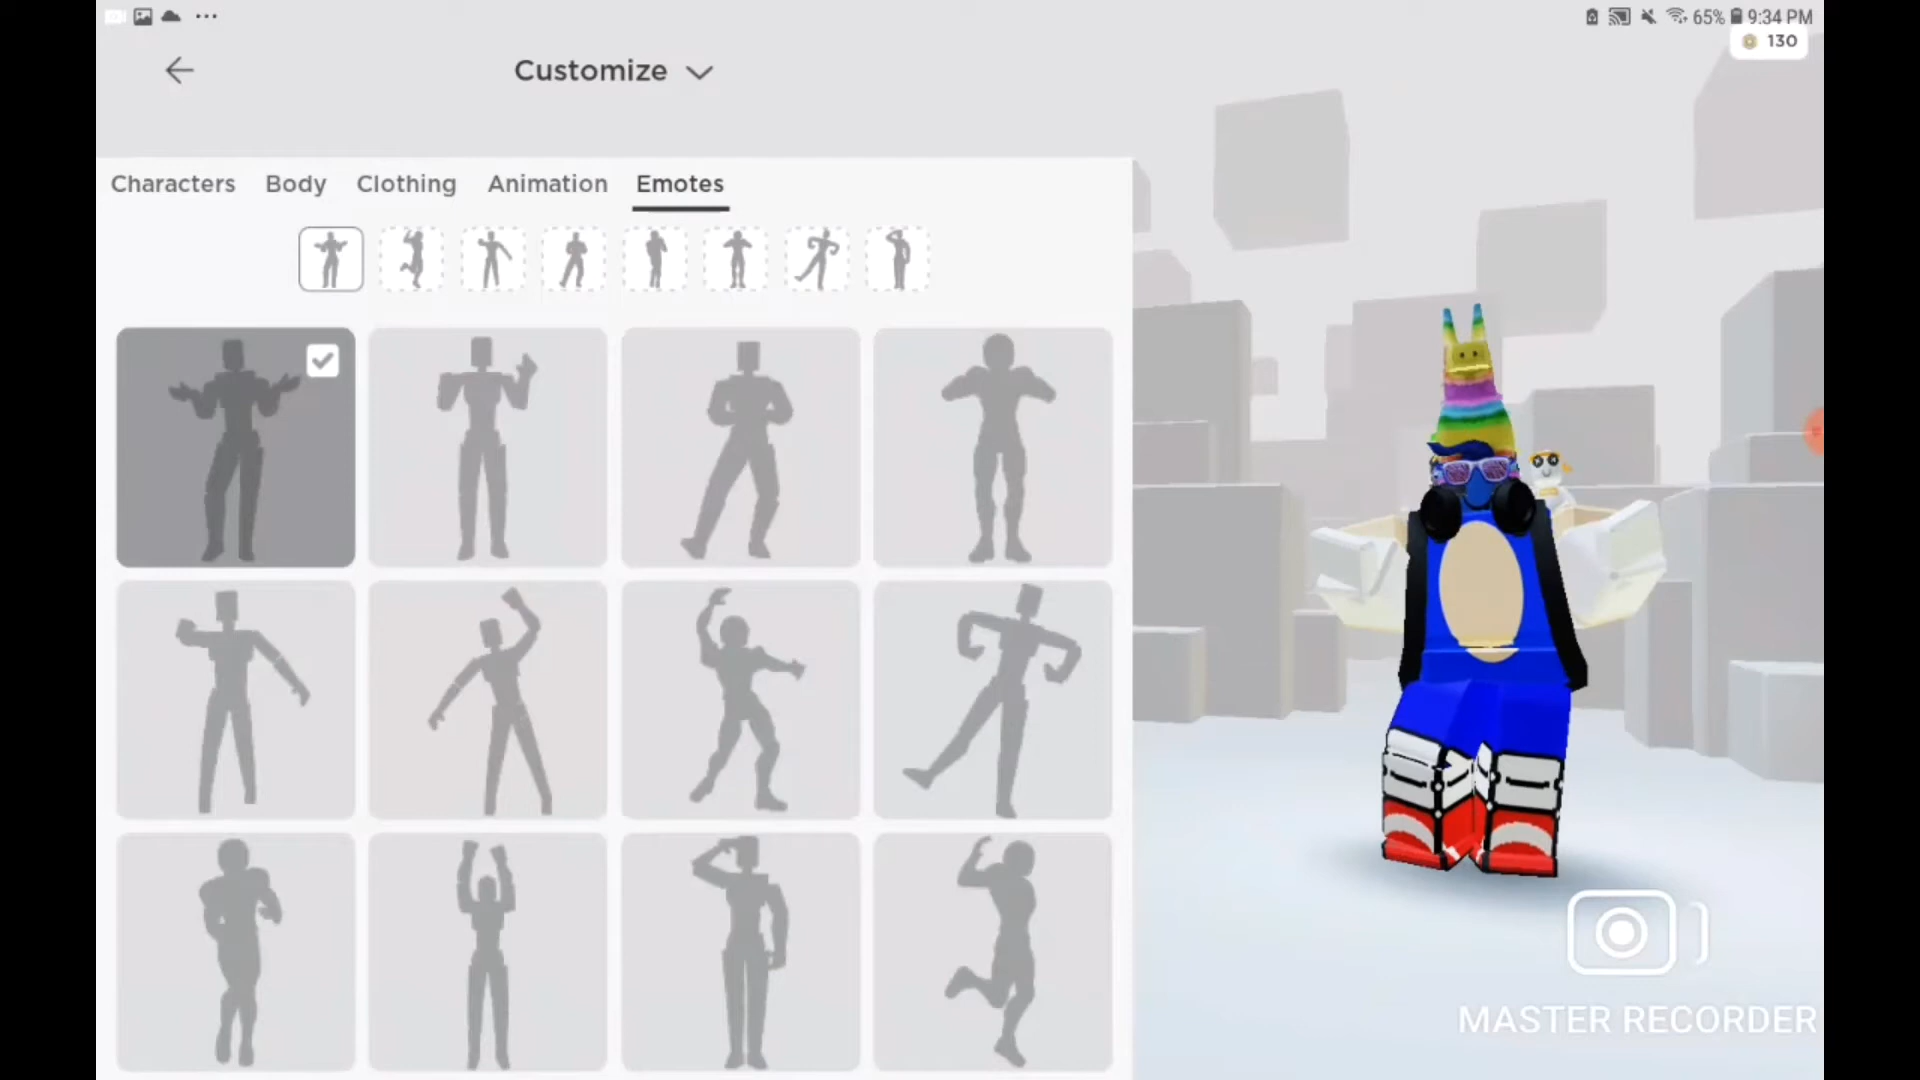 65% 9:34 PM
130
Customize
Characters Body Clothing Animation Emotes
MASTER RECORDER